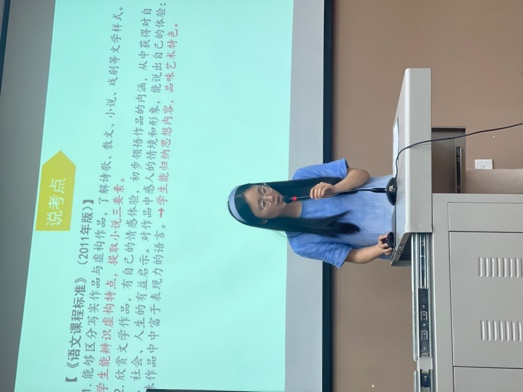 说考点
【《语文课程标准》（2011年版）】
1. 能够区分写实作品与虚构作品，了解诗歌、散文、小说、戏剧等文学样式。
学生能辨识虚构特点，提取小说三要素。
2. 欣赏文学作品，有自己的情感体验，初步领悟作品的内涵，从中获得对自
社会、人生的有益启示。对作品中感人的情境和形象，能说出自己的体验；
味作品中富于表现力的语言。→学生能归纳思想内容，品味艺术特色。